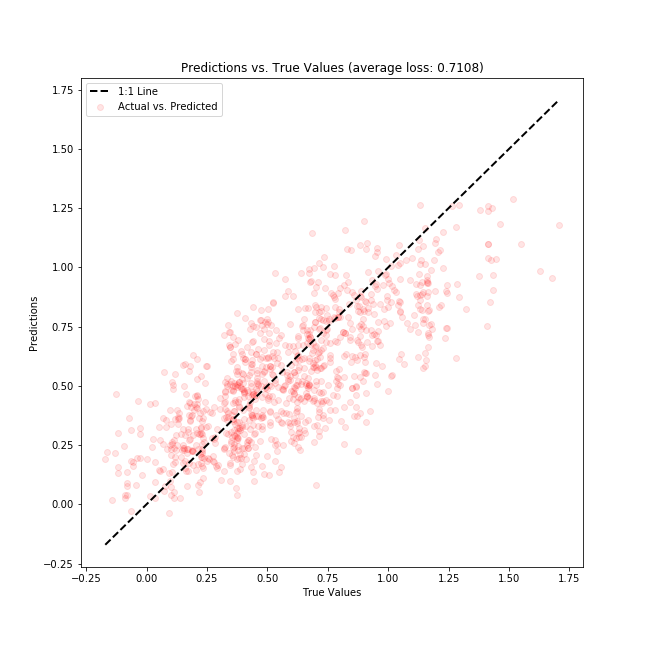 Predictions vs. True Values (average loss: 0.7108)
1:1 Line
Actual vs. Predicted
1.75
1.50
1.25
1.00
0.75
0.50
0.25
0.00
−0.25
Predictions
−0.25 0.00 0.25 0.50 0.75 1.00 1.25 1.50 1.75
True Values